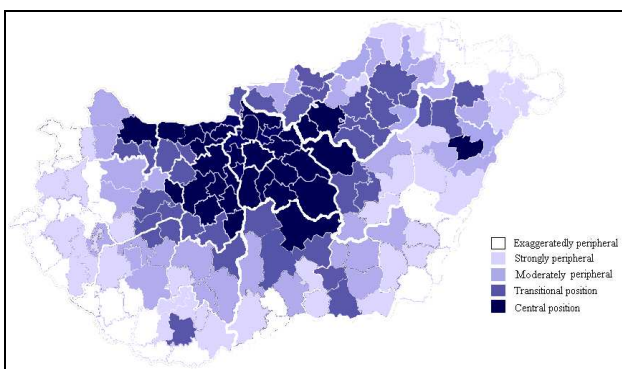 Exaggeratedly peripheral
Strongly peripheral
Moderately peripheral
Transitional position
Central position